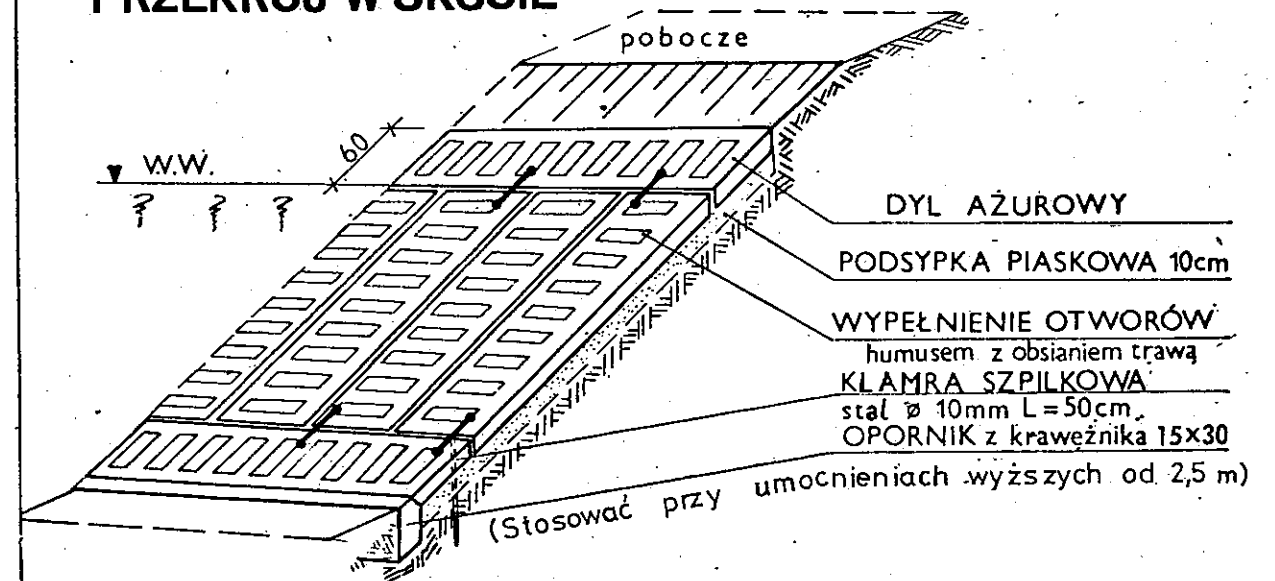 PRZEKRÓJ W SKOSIE
pobocze
60
W.W.
DYL AŻUROWY
PODSYPKA PIASKOWA 10cm
WYPEŁNIENIE OTWORÓW
humusem z obsianiem trawą
KLAMRA SZPILKOWA
stal ø 10mm L=50cm
OPORNIK z krawężnika 15×30
(Stosować przy umocnieniach wyższych od 2,5 m)